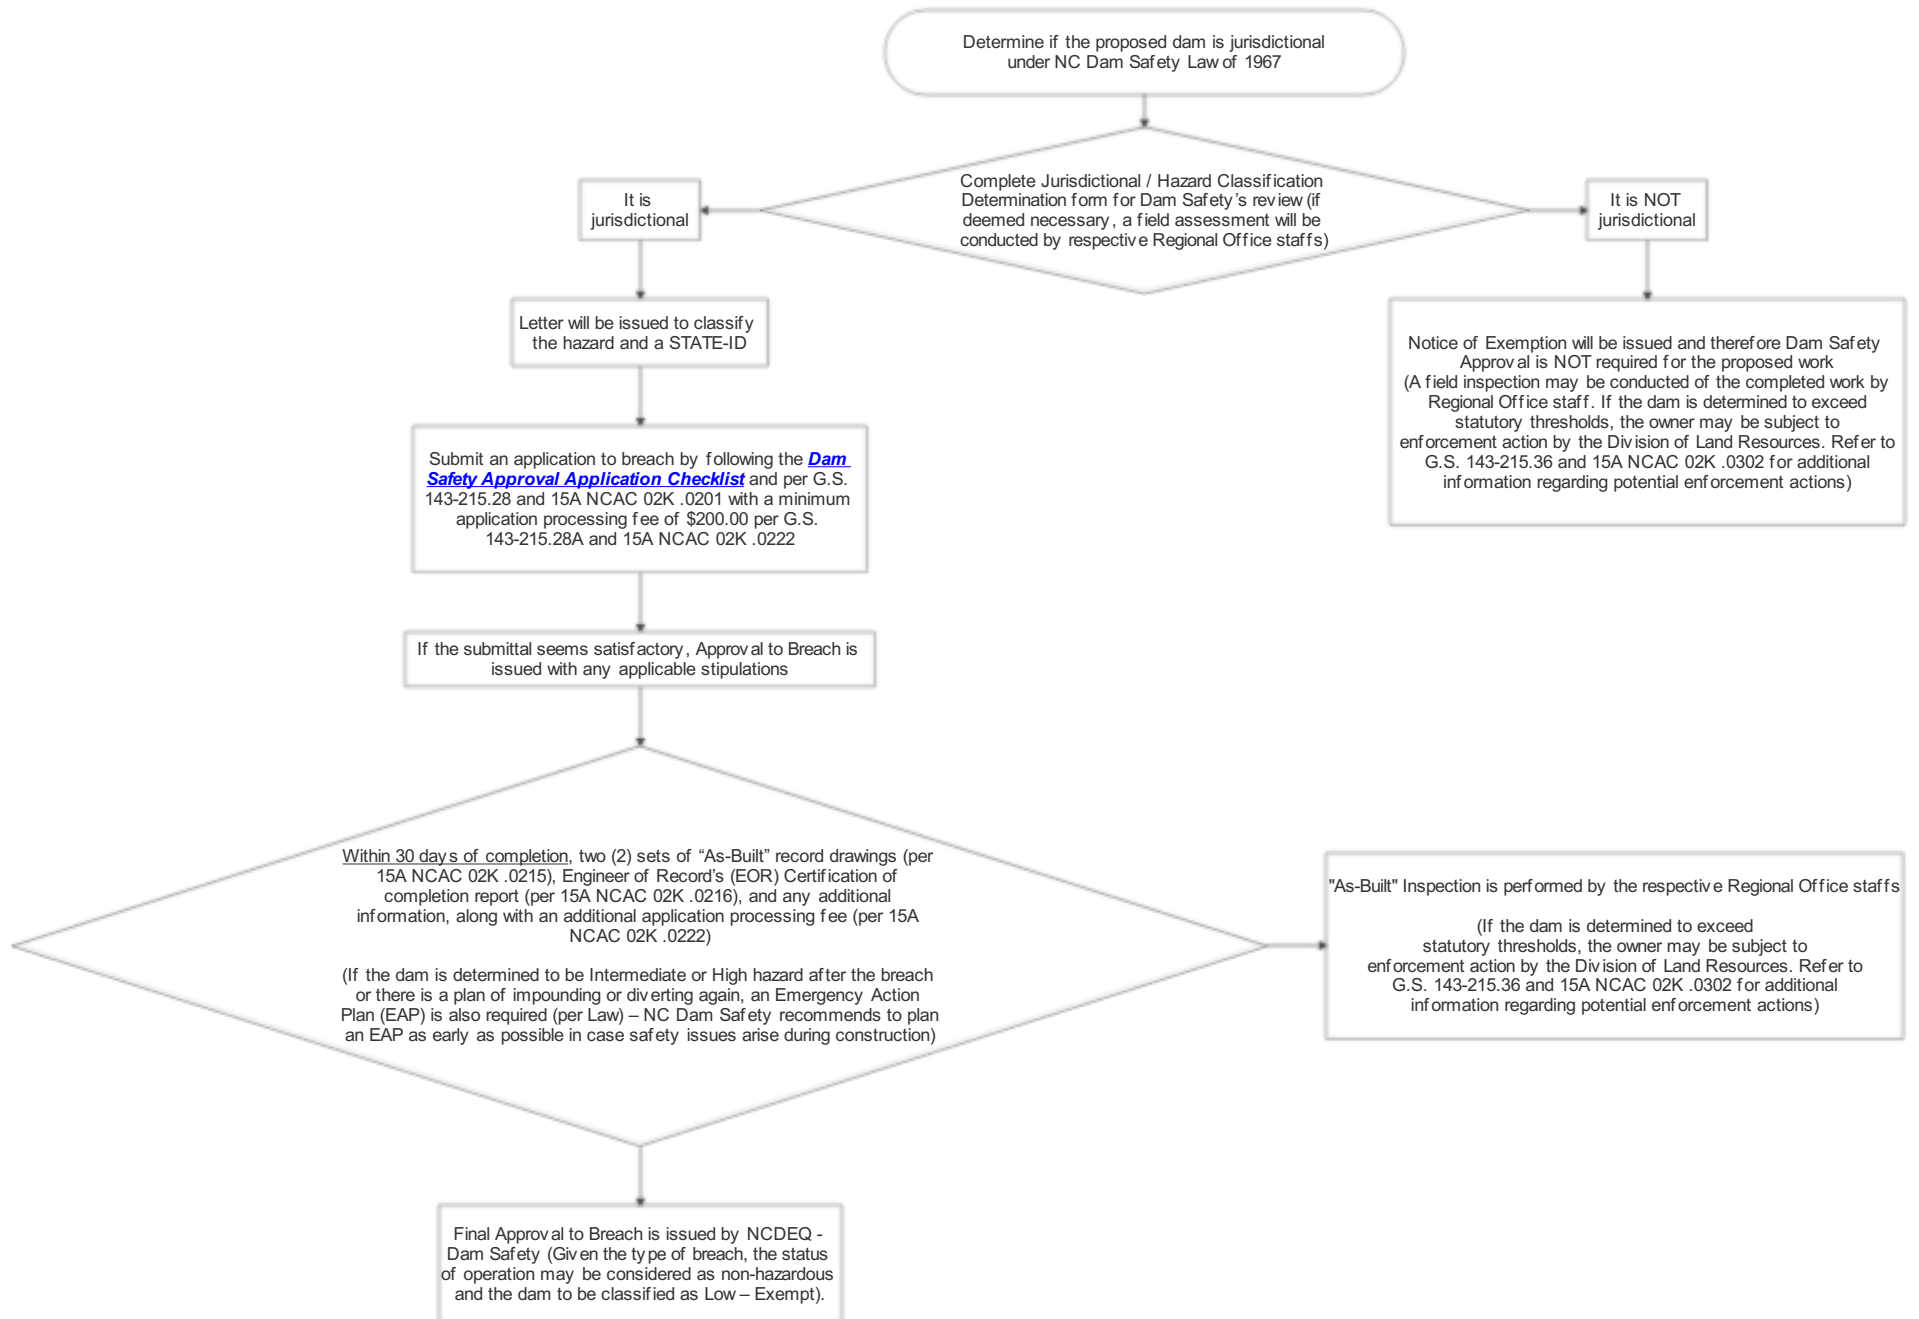 Determine if the proposed dam is jurisdictional
under NC Dam Safety Law of 1967
Complete Jurisdictional / Hazard Classification
Determination form for Dam Safety’s review (if
deemed necessary, a field assessment will be
conducted by respective Regional Office staffs)
It is
jurisdictional
It is NOT
jurisdictional
Letter will be issued to classify
the hazard and a STATE-ID
Notice of Exemption will be issued and therefore Dam Safety
Approval is NOT required for the proposed work
(A field inspection may be conducted of the completed work by
Regional Office staff. If the dam is determined to exceed
statutory thresholds, the owner may be subject to
enforcement action by the Division of Land Resources. Refer to
G.S. 143-215.36 and 15A NCAC 02K .0302 for additional
information regarding potential enforcement actions)
Submit an application to breach by following the Dam
Safety Approval Application Checklist and per G.S.
143-215.28 and 15A NCAC 02K .0201 with a minimum
application processing fee of $200.00 per G.S.
143-215.28A and 15A NCAC 02K .0222
If the submittal seems satisfactory, Approval to Breach is
issued with any applicable stipulations
Within 30 days of completion, two (2) sets of “As-Built” record drawings (per
15A NCAC 02K .0215), Engineer of Record’s (EOR) Certification of
completion report (per 15A NCAC 02K .0216), and any additional
information, along with an additional application processing fee (per 15A
NCAC 02K .0222)
(If the dam is determined to be Intermediate or High hazard after the breach
or there is a plan of impounding or diverting again, an Emergency Action
Plan (EAP) is also required (per Law) – NC Dam Safety recommends to plan
an EAP as early as possible in case safety issues arise during construction)
"As-Built" Inspection is performed by the respective Regional Office staffs
(If the dam is determined to exceed
statutory thresholds, the owner may be subject to
enforcement action by the Division of Land Resources. Refer to
G.S. 143-215.36 and 15A NCAC 02K .0302 for additional
information regarding potential enforcement actions)
Final Approval to Breach is issued by NCDEQ -
Dam Safety (Given the type of breach, the status
of operation may be considered as non-hazardous
and the dam to be classified as Low – Exempt).